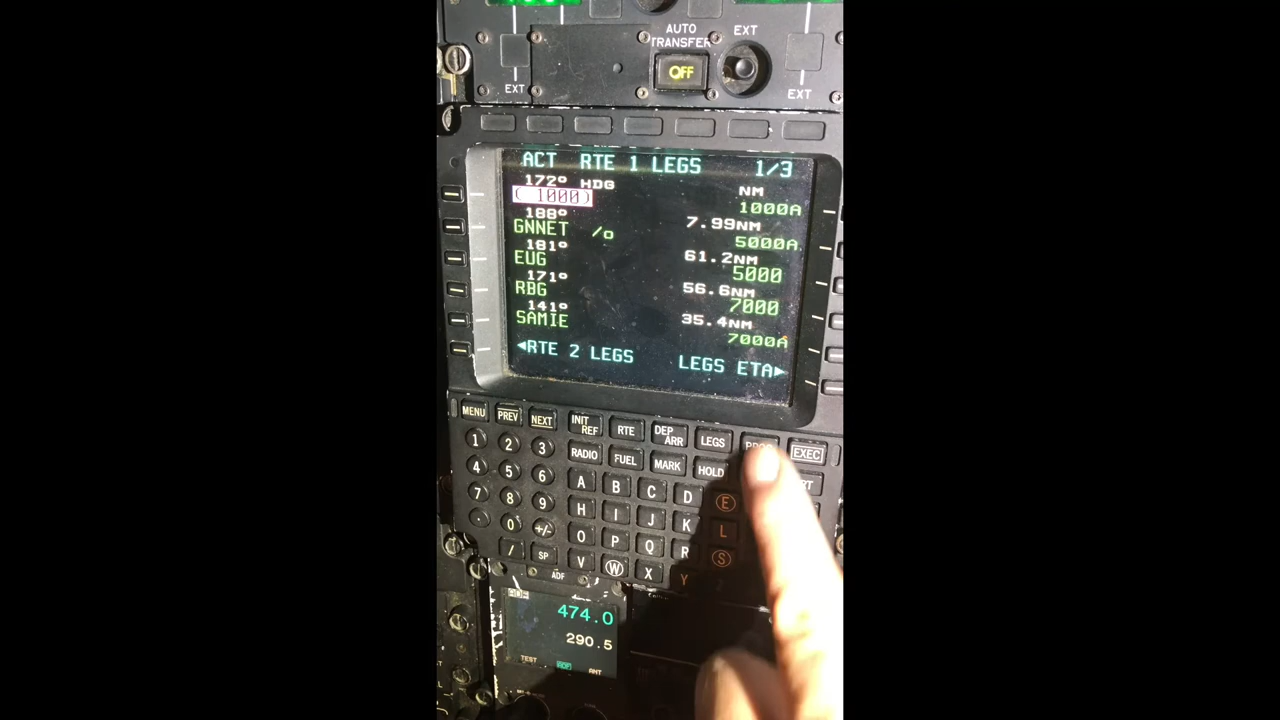 AUTO
TRANSFER
EXT
OFF
EXT
EXT
ACT RTE 1 LEGS 1/3
172° HDG NM
( 1000) 1000A
188° 7.99NM
GNNET /o 5000A
181° 61.2NM
EUG 5000
171° 56.6NM
RBG 7000
141° 35.4NM
SAMIE 7000A
◄RTE 2 LEGS LEGS ETA►
MENU PREV NEXT INIT REF RTE DEP ARR LEGS EXEC
RADIO FUEL MARK HOLD
1 2 3
4 5 6
7 8 9
. 0 +/-
/ SP
A B C D E
H I J K L
O P Q R S
V W X Y
ADF
ADF
474.0
290.5
TEST ADF ANT